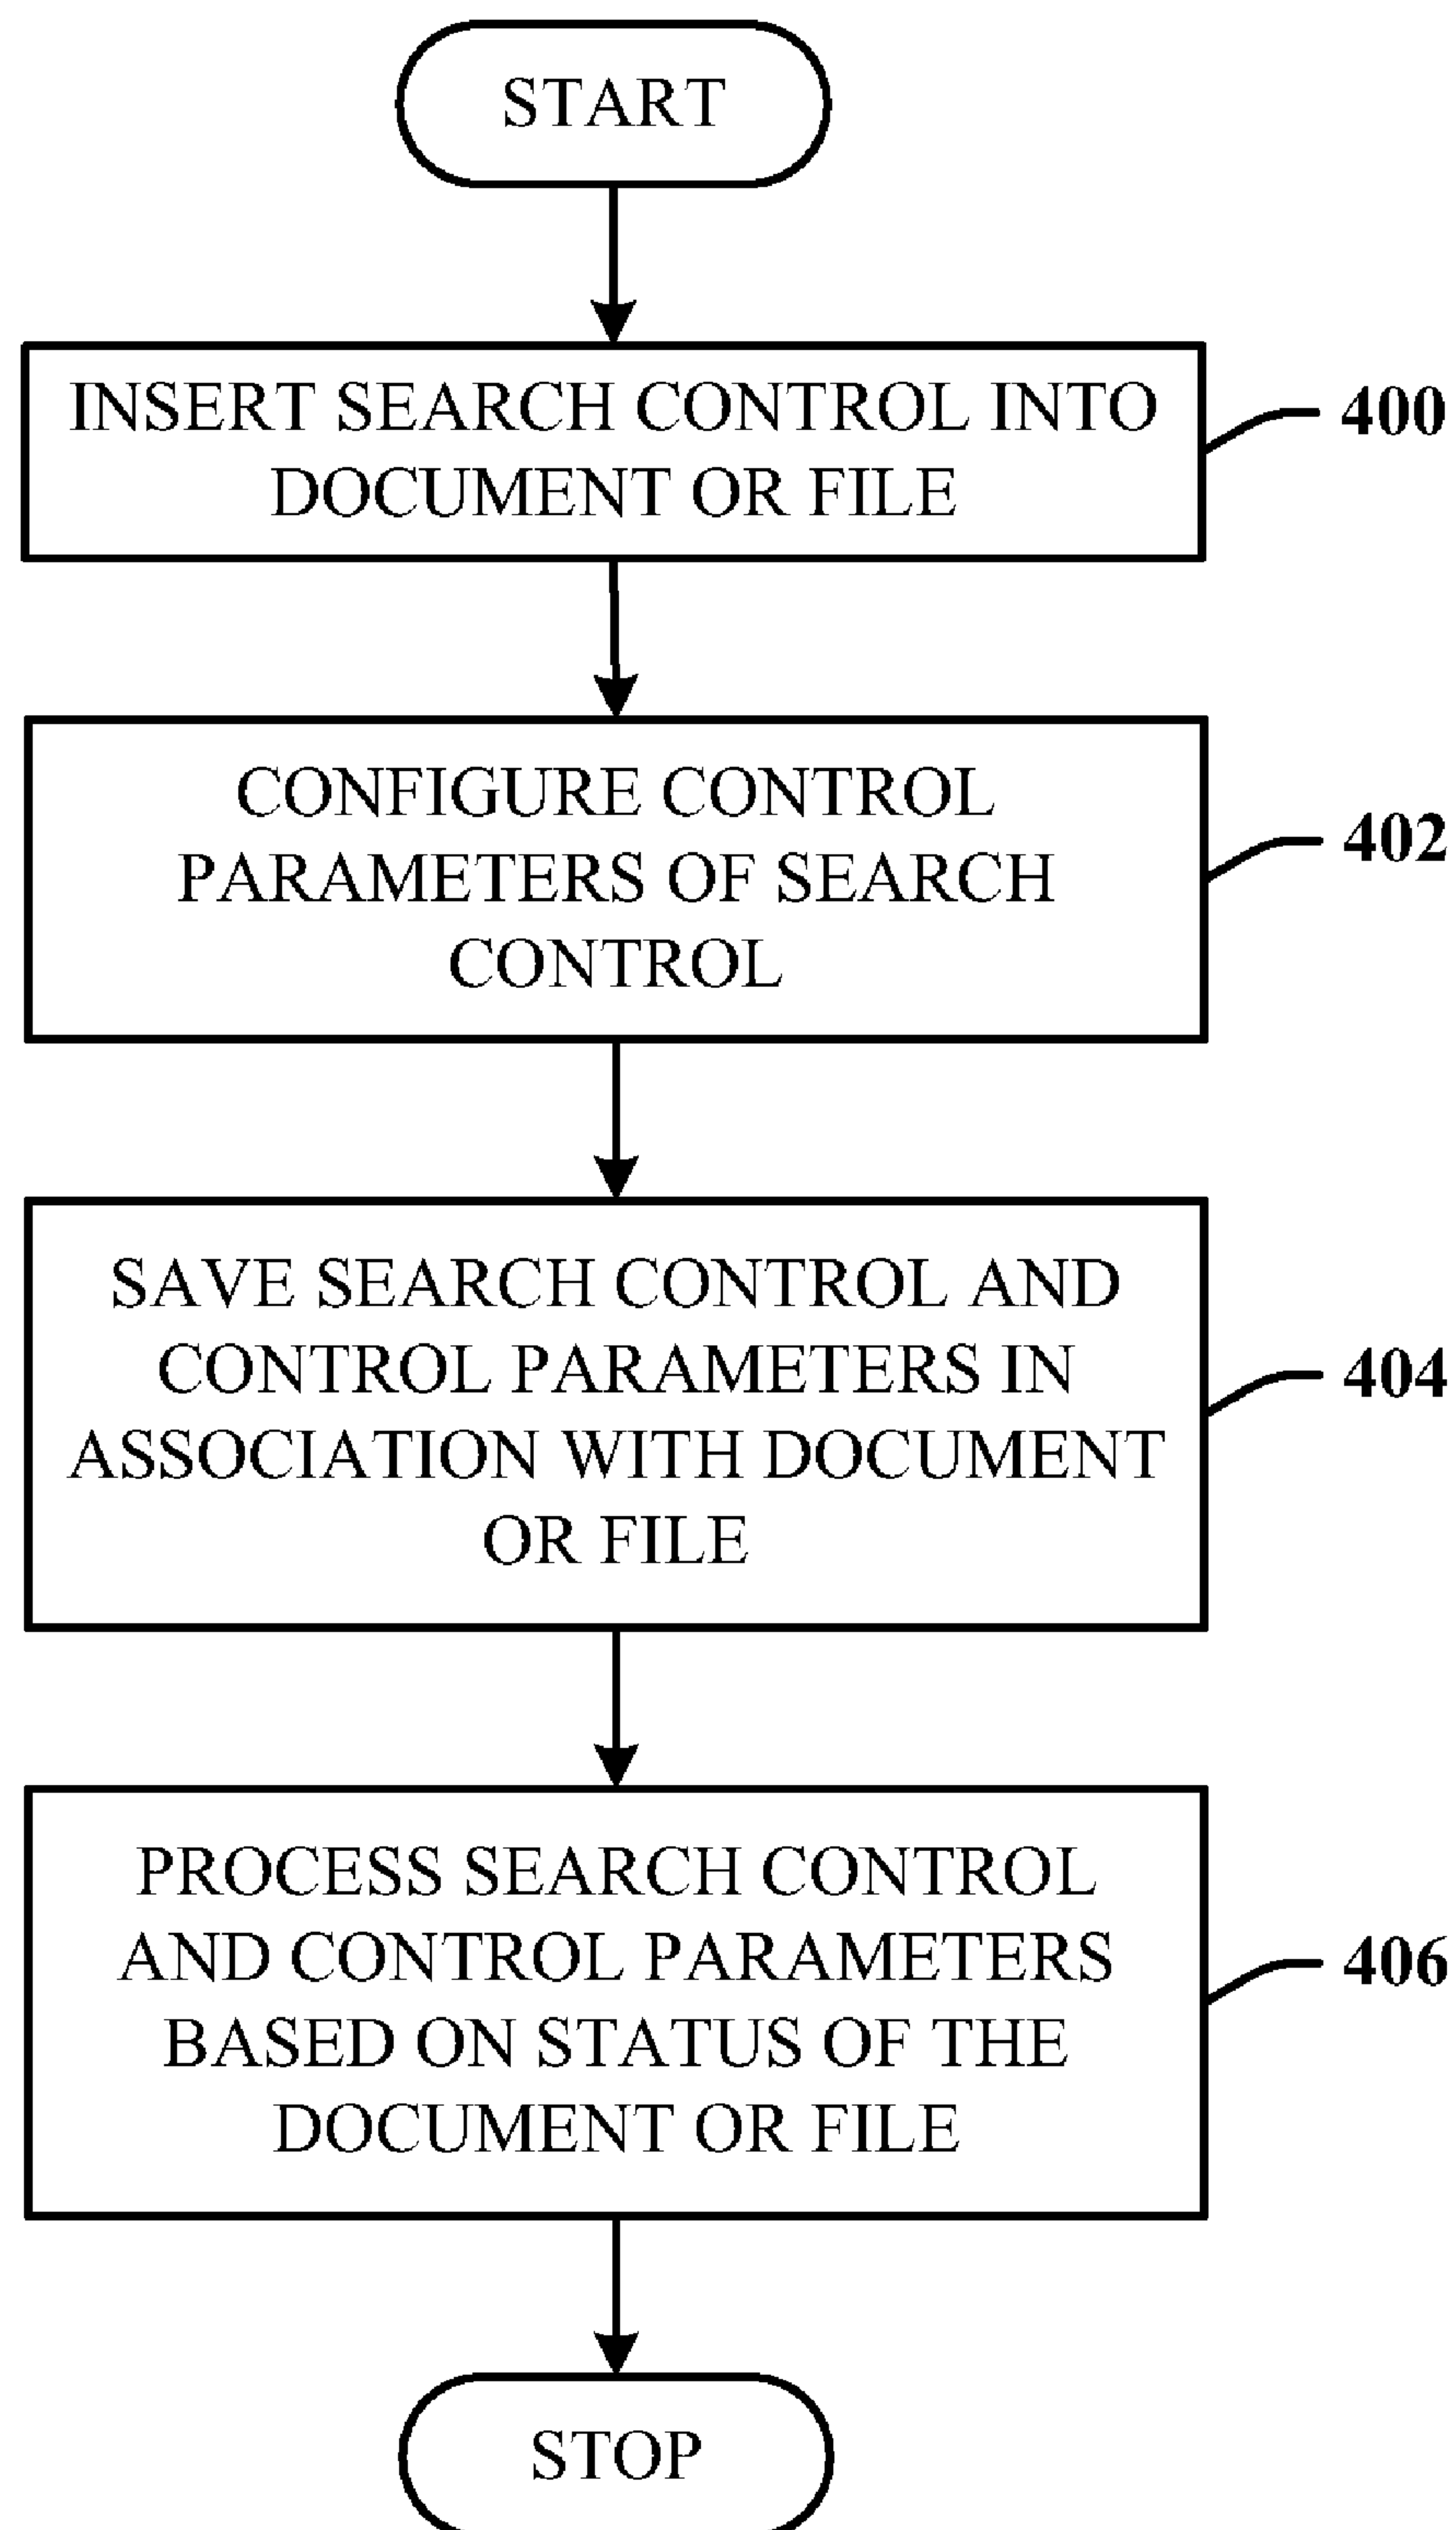 START
INSERT SEARCH CONTROL INTO
DOCUMENT OR FILE
400
CONFIGURE CONTROL
PARAMETERS OF SEARCH
CONTROL
402
SAVE SEARCH CONTROL AND
CONTROL PARAMETERS IN
ASSOCIATION WITH DOCUMENT
OR FILE
404
PROCESS SEARCH CONTROL
AND CONTROL PARAMETERS
BASED ON STATUS OF THE
DOCUMENT OR FILE
406
STOP